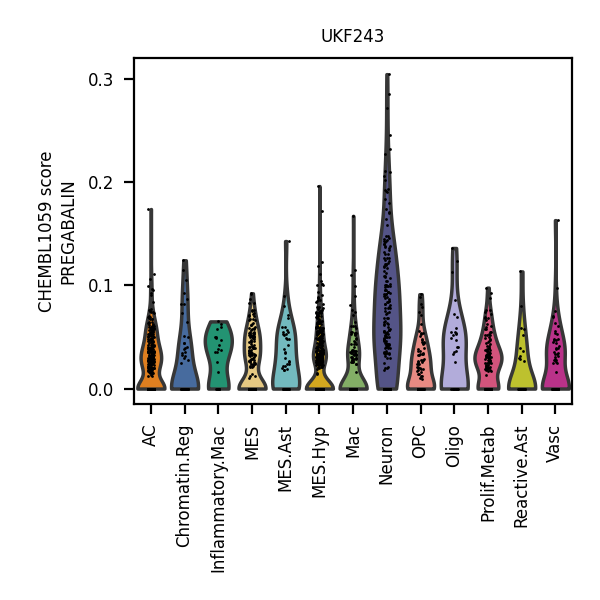 UKF243
CHEMBL1059 score
PREGABALIN
0.3
0.2
0.1
0.0
AC
Chromatin.Reg
Inflammatory.Mac
MES
MES.Ast
MES.Hyp
Mac
Neuron
OPC
Oligo
Prolif.Metab
Reactive.Ast
Vasc